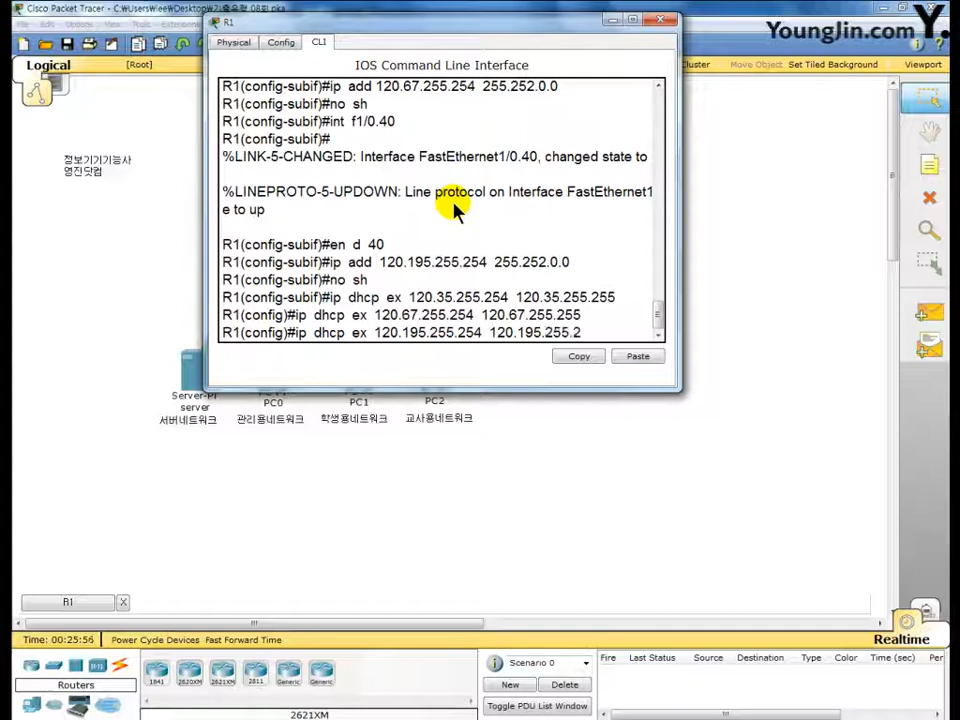 Cisco Packet Tracer - C:\Users\lee\Desktop\기출유형 08회.pka
YoungJin.com Y.
R1
Physical Config CLI
Logical [Root] Cluster Move Object Set Tiled Background Viewport
IOS Command Line Interface
R1(config-subif)#ip add 120.67.255.254 255.252.0.0
R1(config-subif)#no sh
R1(config-subif)#int f1/0.40
R1(config-subif)#
%LINK-5-CHANGED: Interface FastEthernet1/0.40, changed state to
%LINEPROTO-5-UPDOWN: Line protocol on Interface FastEthernet1
e to up
R1(config-subif)#en d 40
R1(config-subif)#ip add 120.195.255.254 255.252.0.0
R1(config-subif)#no sh
R1(config-subif)#ip dhcp ex 120.35.255.254 120.35.255.255
R1(config)#ip dhcp ex 120.67.255.254 120.67.255.255
R1(config)#ip dhcp ex 120.195.255.254 120.195.255.2
Copy Paste
정보기기기능사
영진닷컴
Server-PT
server PC0 PC1 PC2
서버네트워크 관리용네트워크 학생용네트워크 교사용네트워크
R1 X
Time: 00:25:56 Power Cycle Devices Fast Forward Time Realtime
Routers
1841 2620XM 2621XM 2811 Generic Generic
2621XM
Scenario 0
New Delete
Toggle PDU List Window
Fire Last Status Source Destination Type Color Time (sec) Per